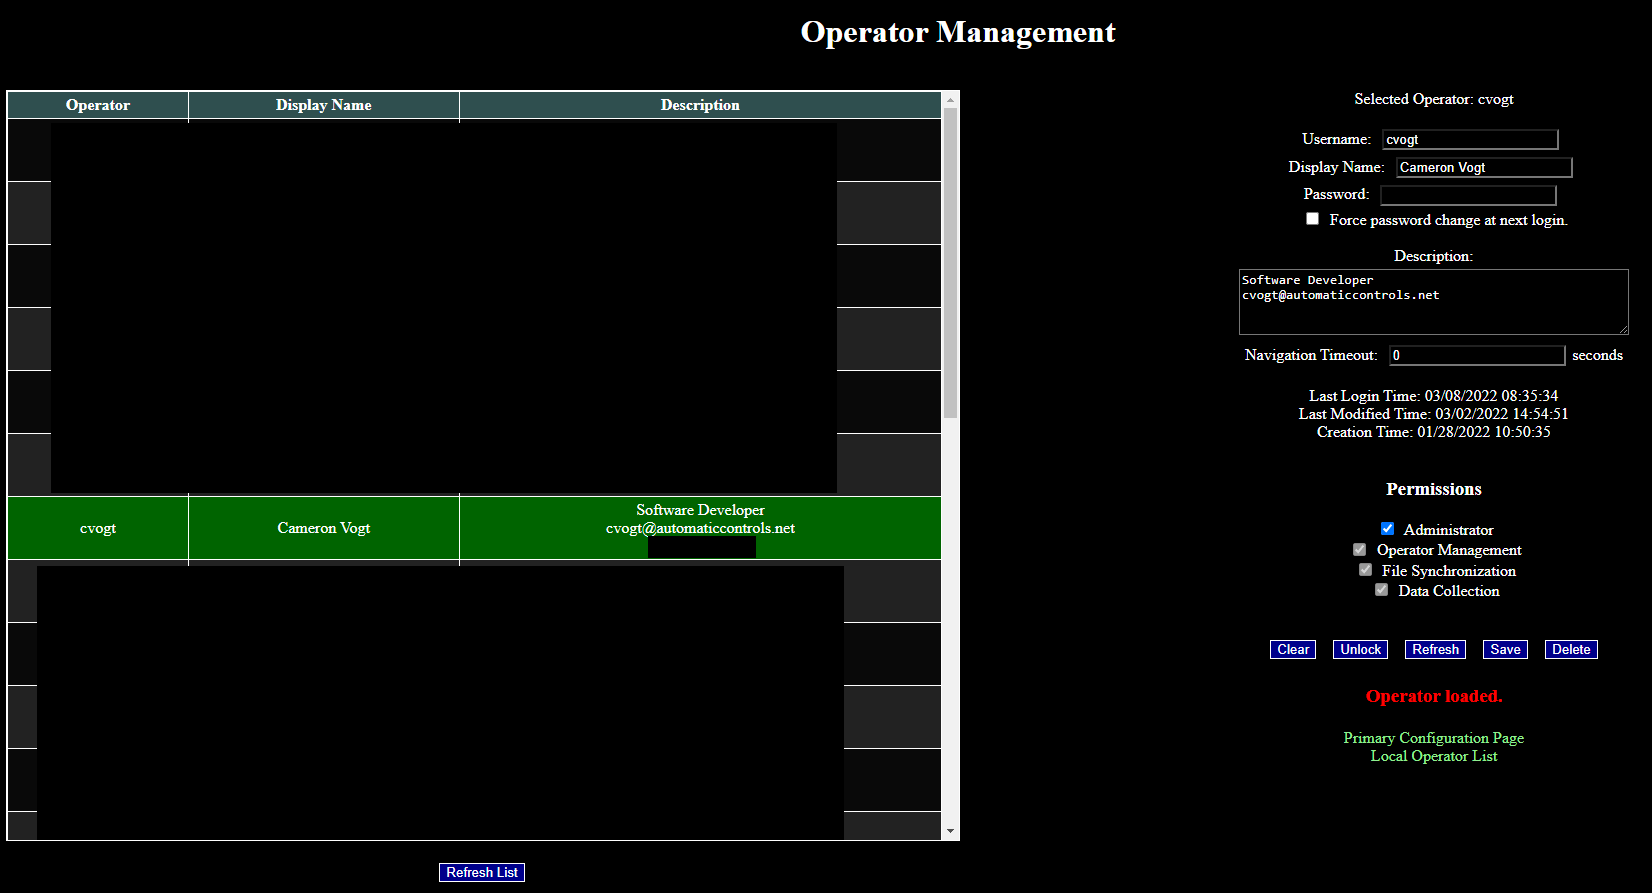 Operator Management
Operator Display Name Description
cvogt Cameron Vogt Software Developer
cvogt@automaticcontrols.net
Refresh List
Selected Operator: cvogt
Username: cvogt
Display Name: Cameron Vogt
Password:
Force password change at next login.
Description:
Software Developer
cvogt@automaticcontrols.net
Navigation Timeout: 0 seconds
Last Login Time: 03/08/2022 08:35:34
Last Modified Time: 03/02/2022 14:54:51
Creation Time: 01/28/2022 10:50:35
Permissions
Administrator
Operator Management
File Synchronization
Data Collection
Clear Unlock Refresh Save Delete
Operator loaded.
Primary Configuration Page
Local Operator List